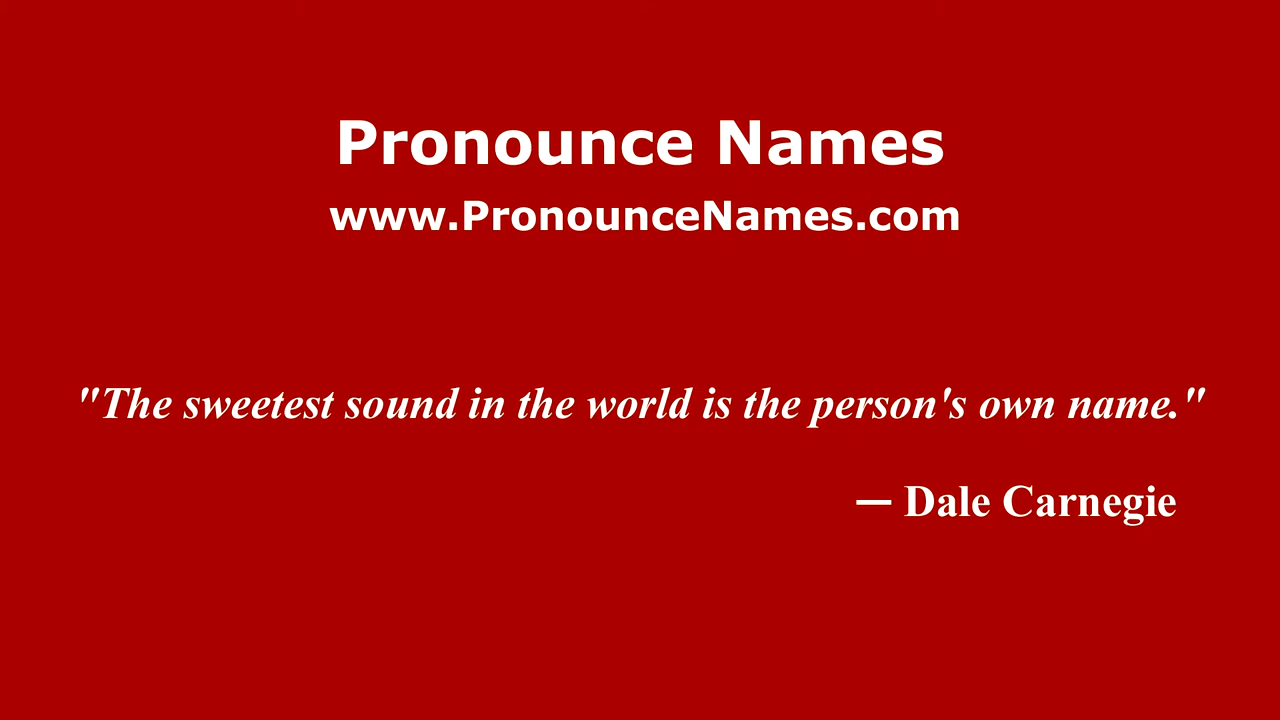 Pronounce Names
www.PronounceNames.com
"The sweetest sound in the world is the person's own name."
— Dale Carnegie